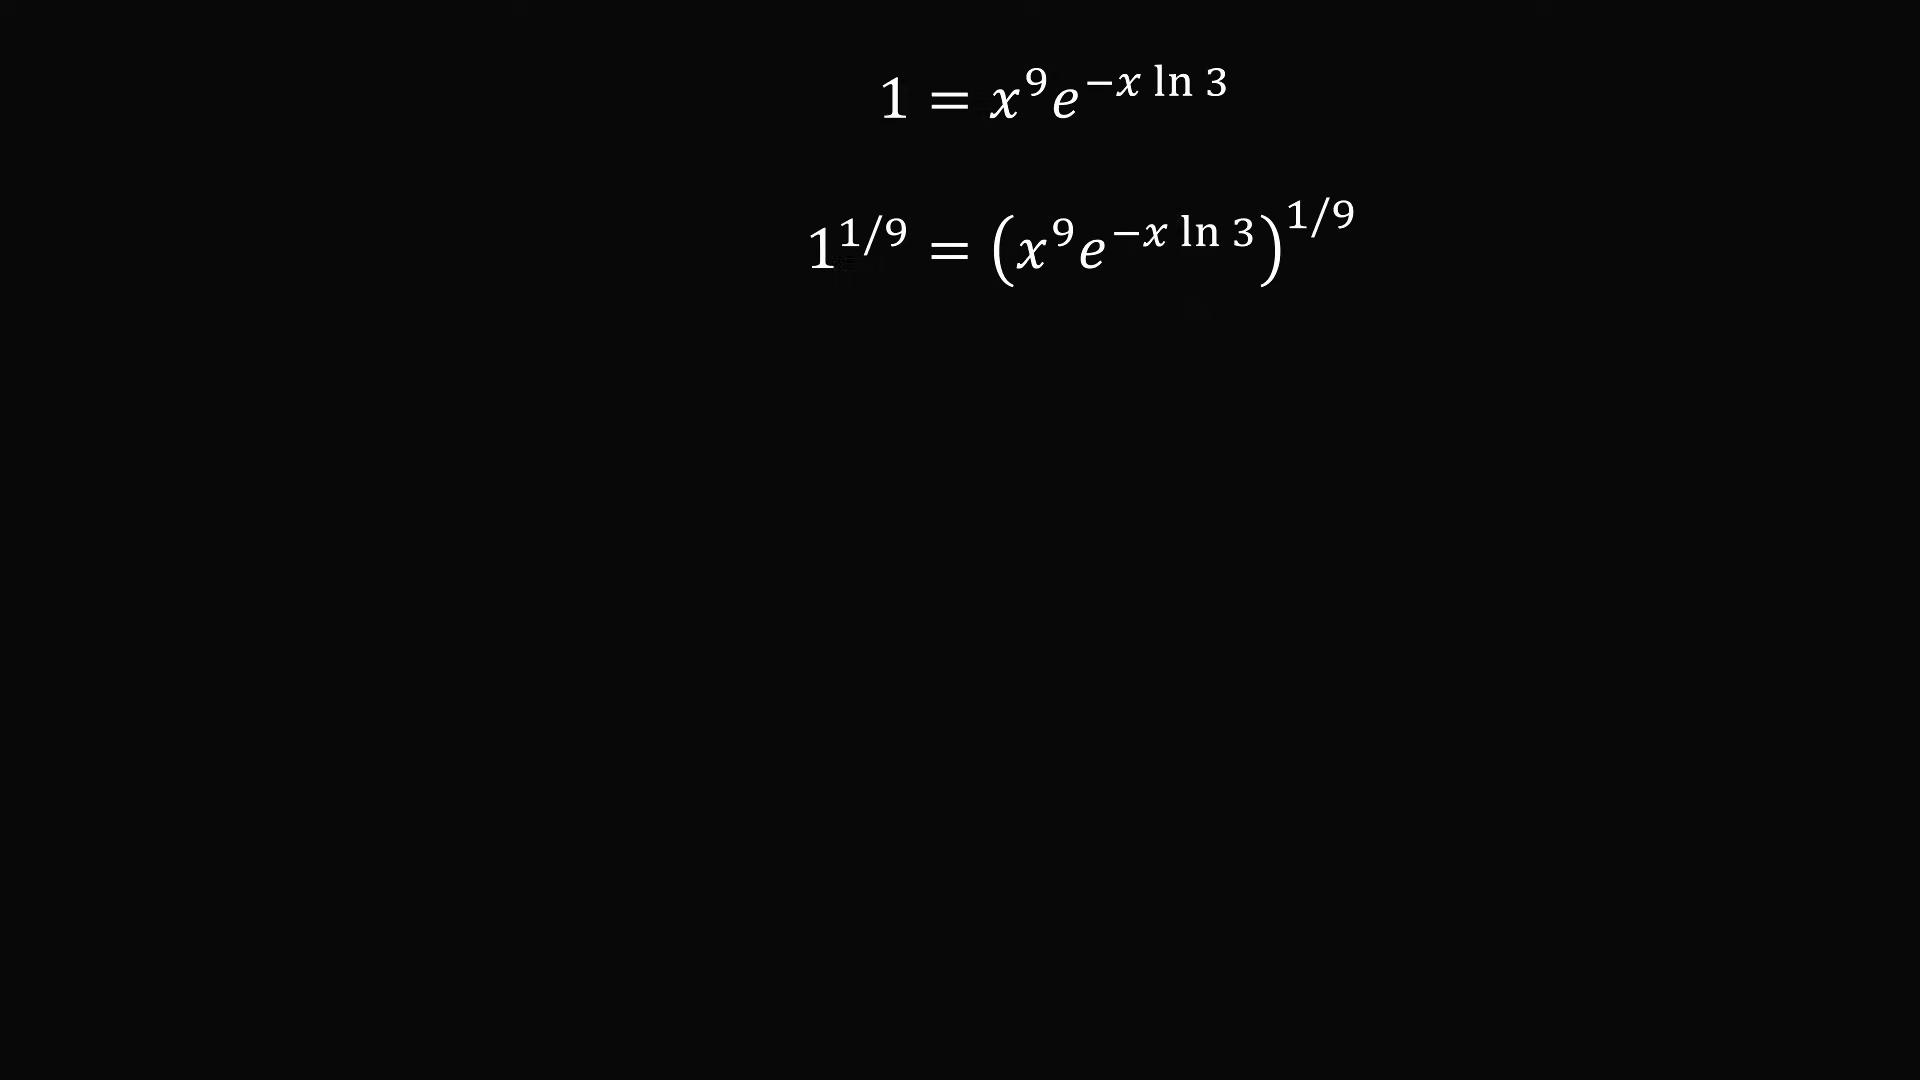 1 = x⁹e^(−x ln 3)
1^(1/9) = (x⁹e^(−x ln 3))^(1/9)